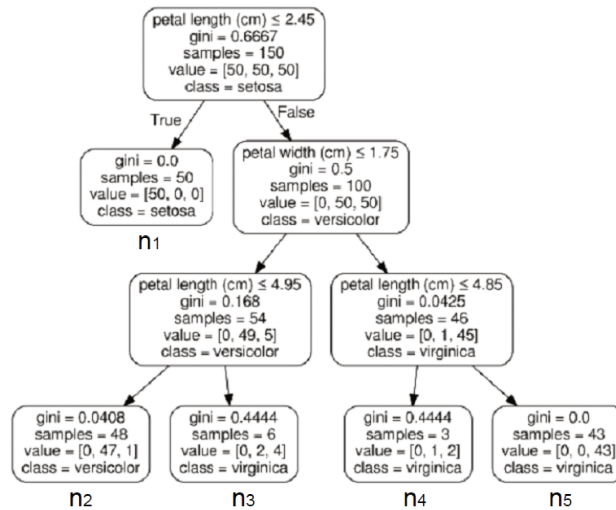 petal length (cm) ≤ 2.45
gini = 0.6667
samples = 150
value = [50, 50, 50]
class = setosa
True
False
gini = 0.0
samples = 50
value = [50, 0, 0]
class = setosa
n1
petal width (cm) ≤ 1.75
gini = 0.5
samples = 100
value = [0, 50, 50]
class = versicolor
petal length (cm) ≤ 4.95
gini = 0.168
samples = 54
value = [0, 49, 5]
class = versicolor
petal length (cm) ≤ 4.85
gini = 0.0425
samples = 46
value = [0, 1, 45]
class = virginica
gini = 0.0408
samples = 48
value = [0, 47, 1]
class = versicolor
n2
gini = 0.4444
samples = 6
value = [0, 2, 4]
class = virginica
n3
gini = 0.4444
samples = 3
value = [0, 1, 2]
class = virginica
n4
gini = 0.0
samples = 43
value = [0, 0, 43]
class = virginica
n5